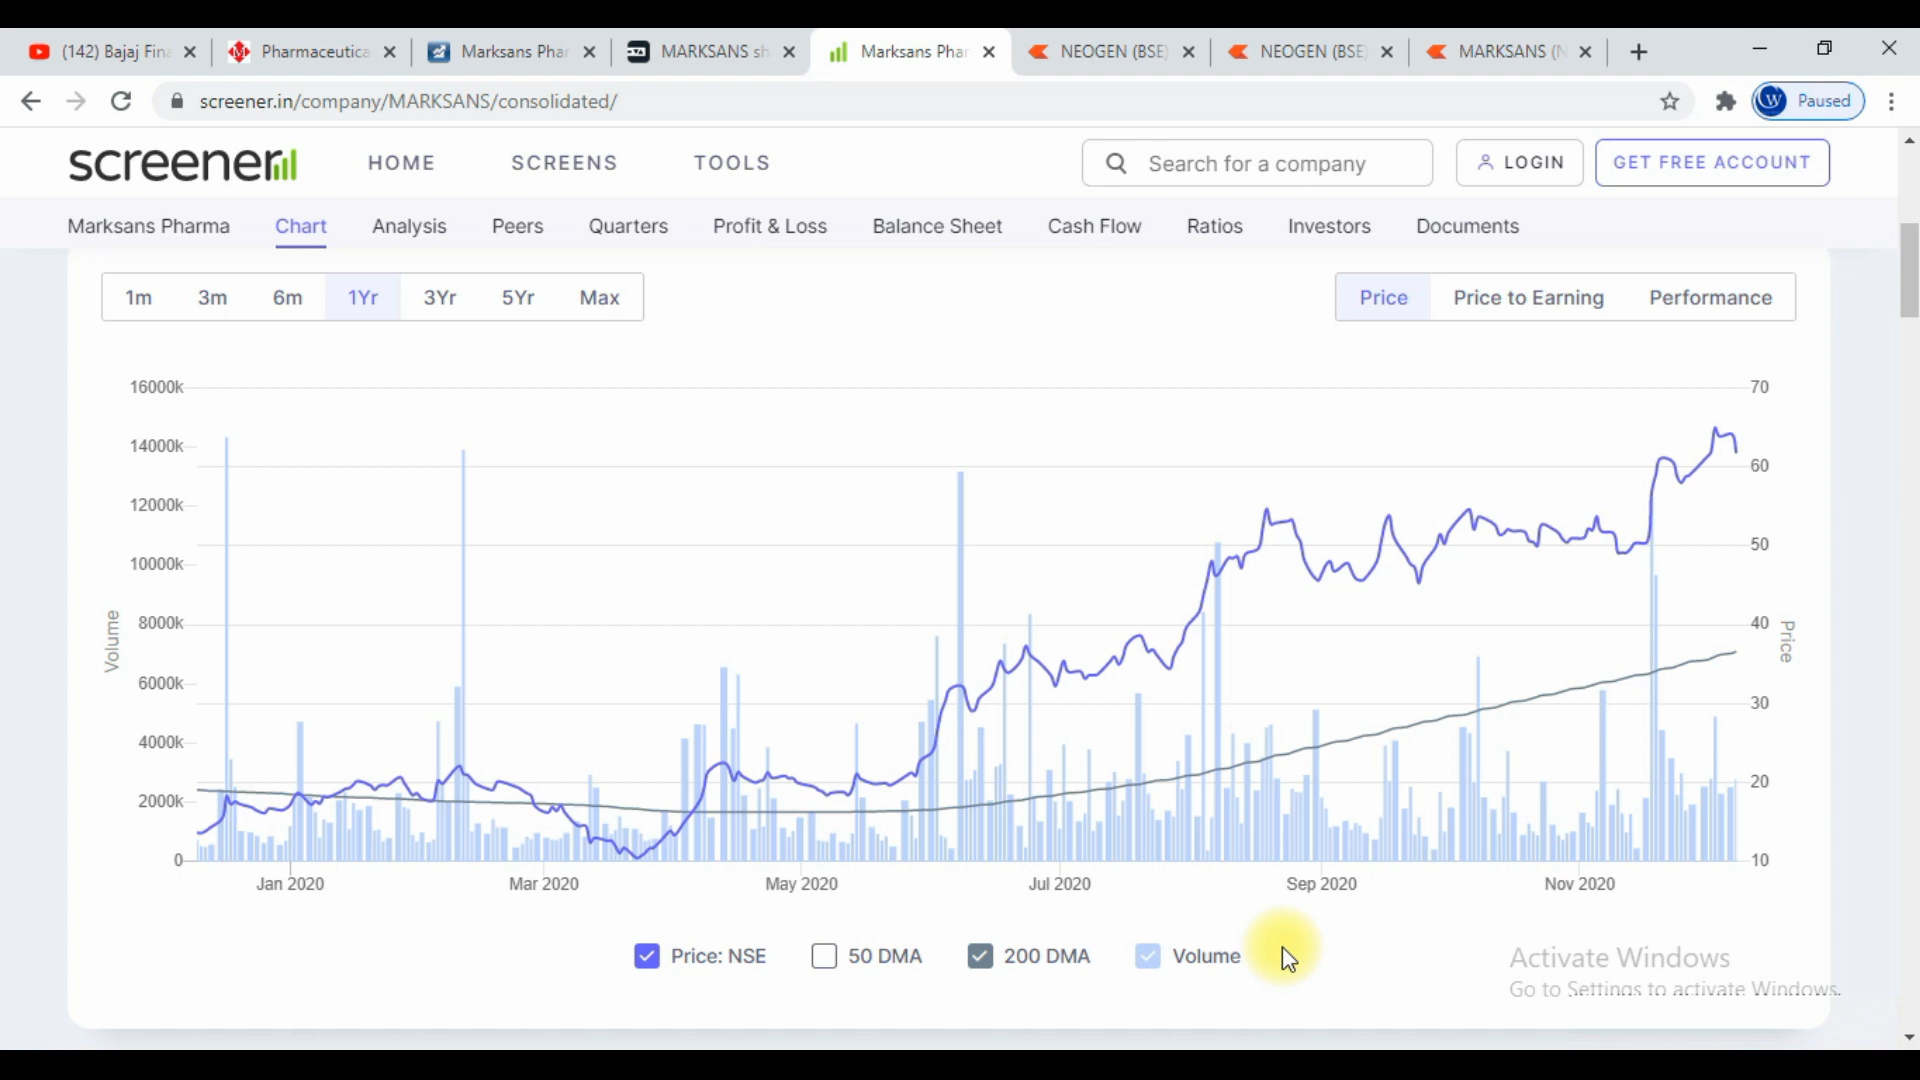 (142) Bajaj Fin
Pharmaceutica
Marksans Phar
MARKSANS sh
Marksans Phar
NEOGEN (BSE)
NEOGEN (BSE)
MARKSANS (N
screener.in/company/MARKSANS/consolidated/
W
Paused
screener
HOME
SCREENS
TOOLS
Search for a company
LOGIN
GET FREE ACCOUNT
Marksans Pharma
Chart
Analysis
Peers
Quarters
Profit & Loss
Balance Sheet
Cash Flow
Ratios
Investors
Documents
1m
3m
6m
1Yr
3Yr
5Yr
Max
Price
Price to Earning
Performance
16000k
14000k
12000k
10000k
8000k
6000k
4000k
2000k
0
Volume
70
60
50
40
30
20
10
Price
Jan 2020
Mar 2020
May 2020
Jul 2020
Sep 2020
Nov 2020
Price: NSE
50 DMA
200 DMA
Volume
Activate Windows
Go to Settings to activate Windows.